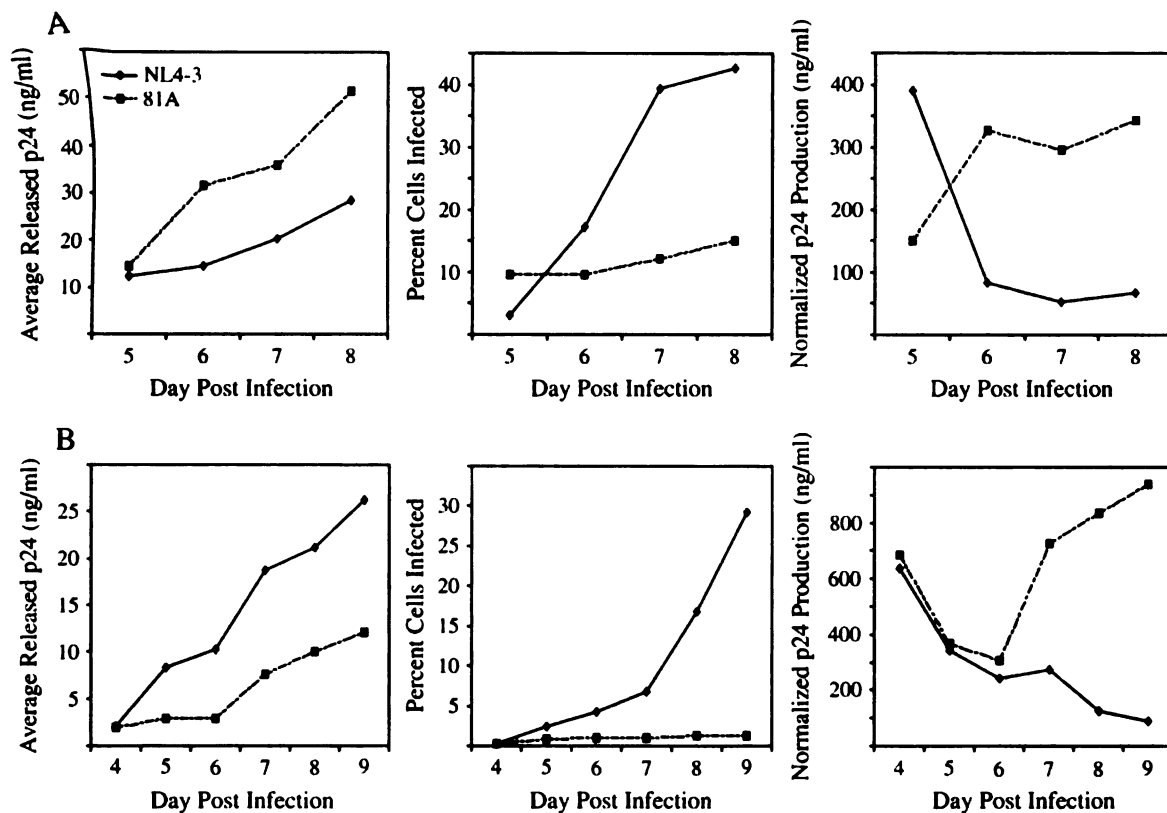 A
Average Released p24 (ng/ml)
50
40
30
20
10
NL4-3
81A
5 6 7 8
Day Post Infection
Percent Cells Infected
40
30
20
10
5 6 7 8
Day Post Infection
Normalized p24 Production (ng/ml)
400
300
200
100
5 6 7 8
Day Post Infection
B
Average Released p24 (ng/ml)
25
20
15
10
5
4 5 6 7 8 9
Day Post Infection
Percent Cells Infected
30
25
20
15
10
5
4 5 6 7 8 9
Day Post Infection
Normalized p24 Production (ng/ml)
800
600
400
200
4 5 6 7 8 9
Day Post Infection